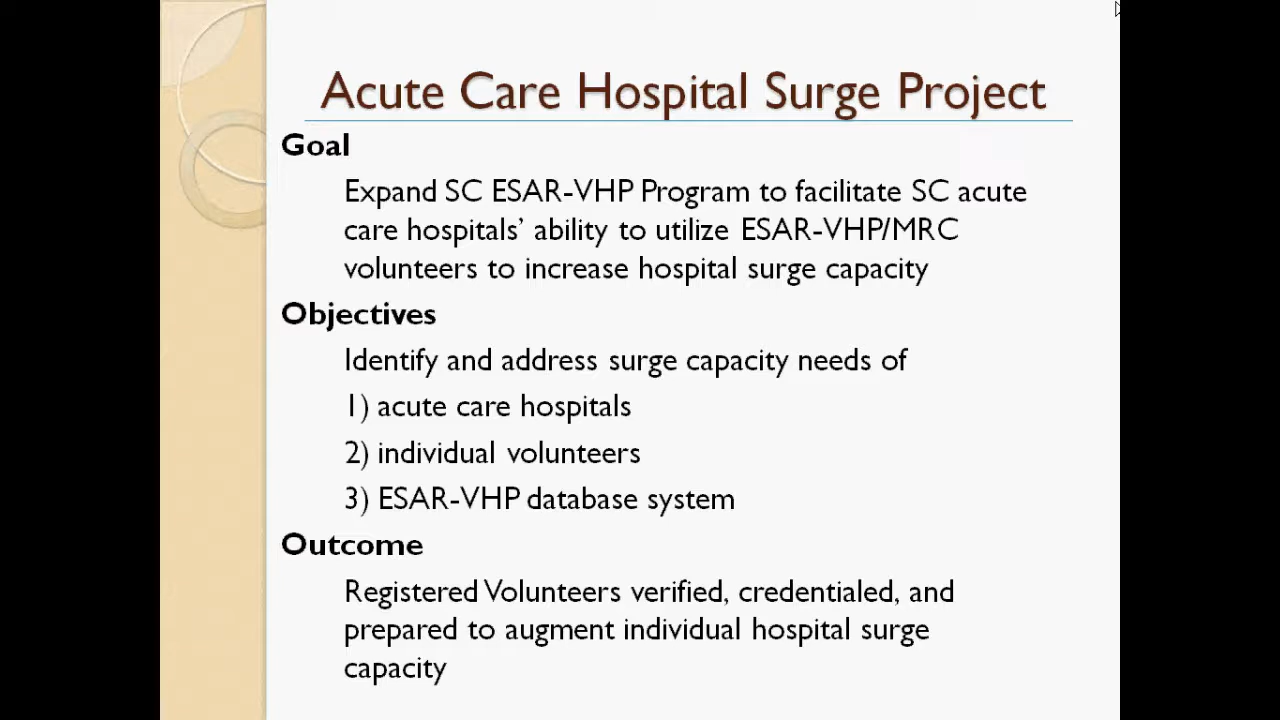 Acute Care Hospital Surge Project
Goal
Expand SC ESAR-VHP Program to facilitate SC acute
care hospitals’ ability to utilize ESAR-VHP/MRC
volunteers to increase hospital surge capacity
Objectives
Identify and address surge capacity needs of
1) acute care hospitals
2) individual volunteers
3) ESAR-VHP database system
Outcome
Registered Volunteers verified, credentialed, and
prepared to augment individual hospital surge
capacity